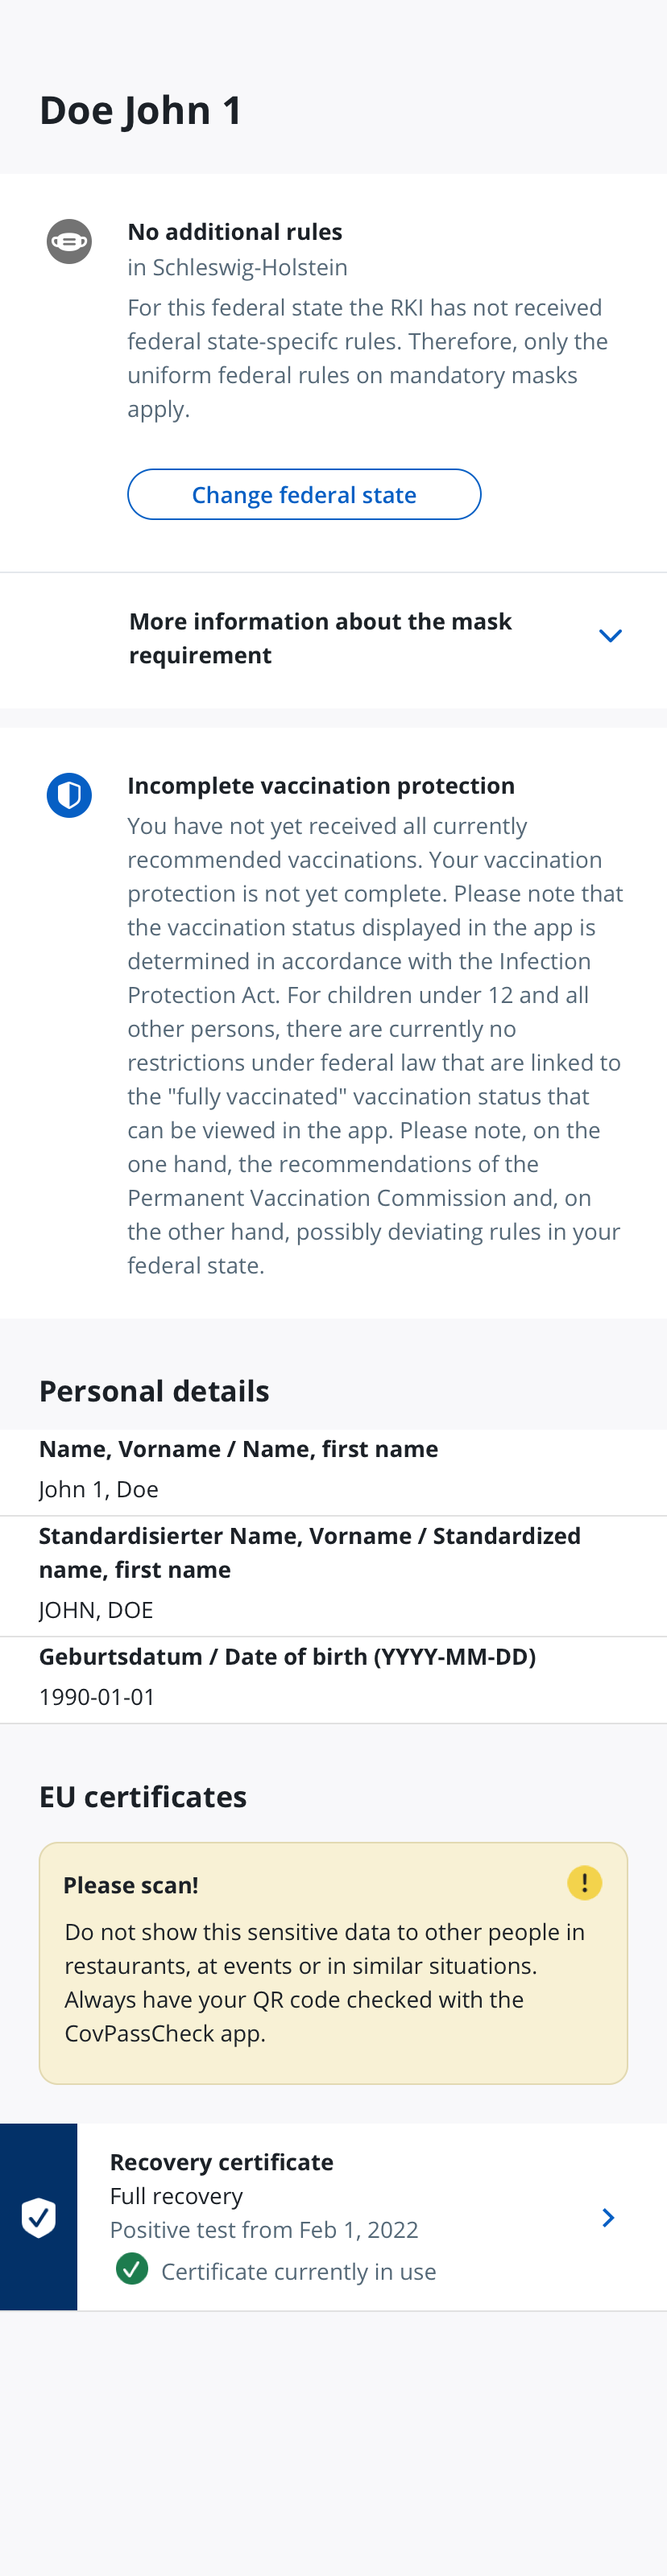 Doe John 1
No additional rules
in Schleswig-Holstein
For this federal state the RKI has not received
federal state-specifc rules. Therefore, only the
uniform federal rules on mandatory masks
apply.
Change federal state
More information about the mask
requirement
Incomplete vaccination protection
You have not yet received all currently
recommended vaccinations. Your vaccination
protection is not yet complete. Please note that
the vaccination status displayed in the app is
determined in accordance with the Infection
Protection Act. For children under 12 and all
other persons, there are currently no
restrictions under federal law that are linked to
the "fully vaccinated" vaccination status that
can be viewed in the app. Please note, on the
one hand, the recommendations of the
Permanent Vaccination Commission and, on
the other hand, possibly deviating rules in your
federal state.
Personal details
Name, Vorname / Name, first name
John 1, Doe
Standardisierter Name, Vorname / Standardized
name, first name
JOHN, DOE
Geburtsdatum / Date of birth (YYYY-MM-DD)
1990-01-01
EU certificates
Please scan!
Do not show this sensitive data to other people in
restaurants, at events or in similar situations.
Always have your QR code checked with the
CovPassCheck app.
Recovery certificate
Full recovery
Positive test from Feb 1, 2022
Certificate currently in use